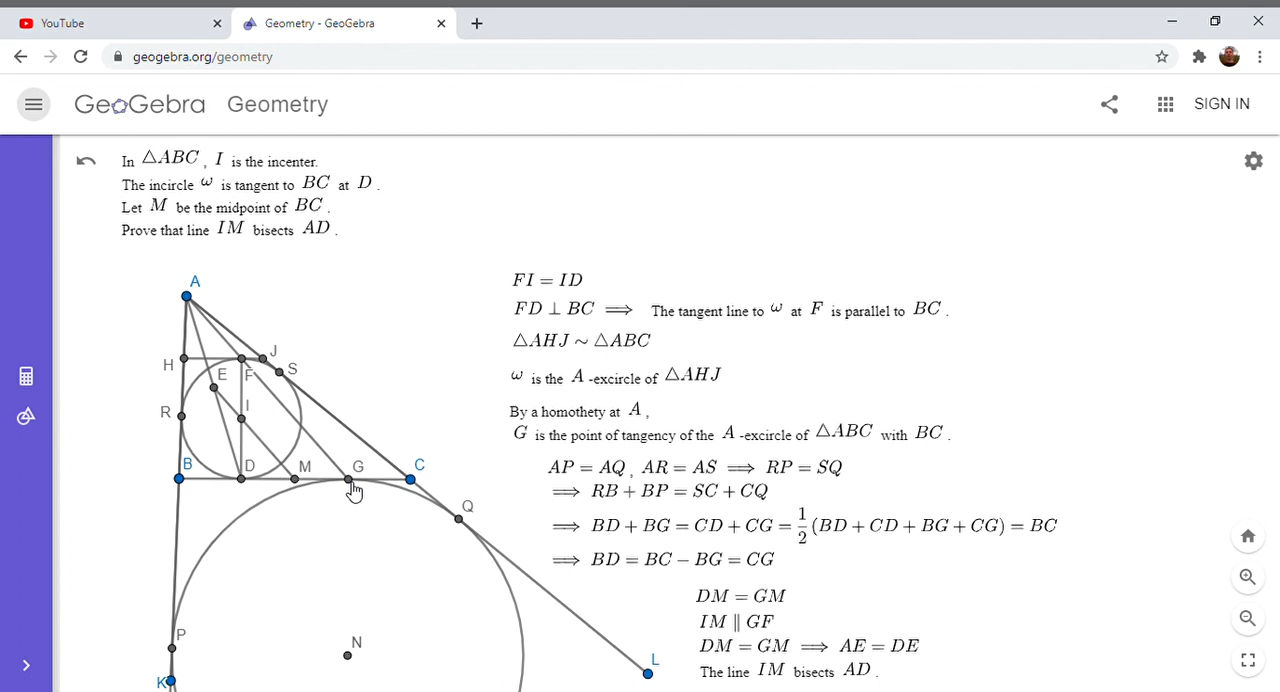 YouTube
Geometry - GeoGebra
geogebra.org/geometry
GeoGebra Geometry
SIGN IN
In △ABC, I is the incenter.
The incircle ω is tangent to BC at D.
Let M be the midpoint of BC.
Prove that line IM bisects AD.
FI = ID
FD ⊥ BC ⟹ The tangent line to ω at F is parallel to BC.
△AHJ ∼ △ABC
ω is the A-excircle of △AHJ
By a homothety at A,
G is the point of tangency of the A-excircle of △ABC with BC.
AP = AQ, AR = AS ⟹ RP = SQ
⟹ RB + BP = SC + CQ
⟹ BD + BG = CD + CG = 1/2 (BD + CD + BG + CG) = BC
⟹ BD = BC − BG = CG
DM = GM
IM ∥ GF
DM = GM ⟹ AE = DE
The line IM bisects AD.
A
H
J
E
F
S
R
I
B
D
M
G
C
Q
P
N
K
L